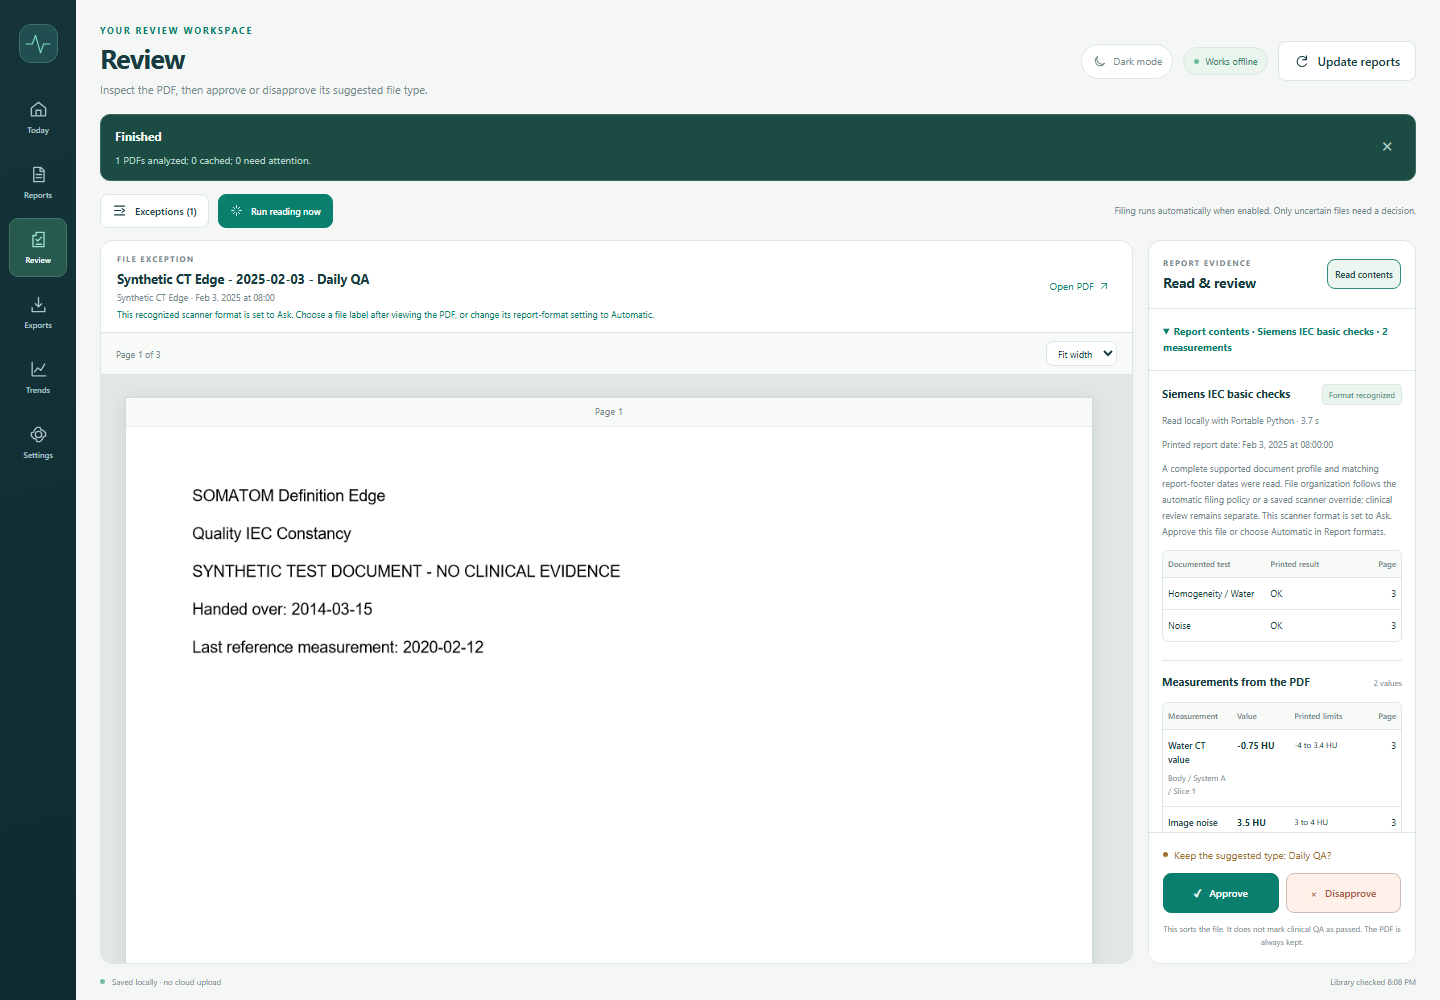 YOUR REVIEW WORKSPACE
Review
Inspect the PDF, then approve or disapprove its suggested file type.
Dark mode
Works offline
Update reports
Today
Reports
Review
Exports
Trends
Settings
Finished
1 PDFs analyzed; 0 cached; 0 need attention.
Exceptions (1)
Run reading now
Filing runs automatically when enabled. Only uncertain files need a decision.
FILE EXCEPTION
Synthetic CT Edge - 2025-02-03 - Daily QA
Synthetic CT Edge · Feb 3, 2025 at 08:00
This recognized scanner format is set to Ask. Choose a file label after viewing the PDF, or change its report-format setting to Automatic.
Open PDF
Page 1 of 3
Fit width
Page 1
SOMATOM Definition Edge
Quality IEC Constancy
SYNTHETIC TEST DOCUMENT - NO CLINICAL EVIDENCE
Handed over: 2014-03-15
Last reference measurement: 2020-02-12
REPORT EVIDENCE
Read & review
Read contents
▼ Report contents · Siemens IEC basic checks · 2
measurements
Siemens IEC basic checks
Format recognized
Read locally with Portable Python · 3.7 s
Printed report date: Feb 3, 2025 at 08:00:00
A complete supported document profile and matching
report-footer dates were read. File organization follows the
automatic filing policy or a saved scanner override; clinical
review remains separate. This scanner format is set to Ask.
Approve this file or choose Automatic in Report formats.
Documented test Printed result Page
Homogeneity / Water OK 3
Noise OK 3
Measurements from the PDF
2 values
Measurement Value Printed limits Page
Water CT -0.75 HU -4 to 3.4 HU 3
value
Body / System A
/ Slice 1
Image noise 3.5 HU 3 to 4 HU 3
Keep the suggested type: Daily QA?
Approve
Disapprove
This sorts the file. It does not mark clinical QA as passed. The PDF is
always kept.
Saved locally · no cloud upload
Library checked 8:08 PM